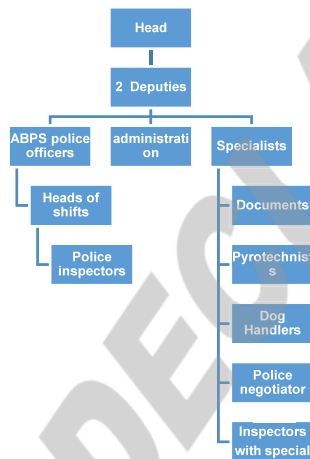 Head
2 Deputies
ABPS police
officers
administrati
on
Specialists
Heads of
shifts
Police
inspectors
Documents
Pyrotechnist
s
Dog
Handlers
Police
negotiator
Inspectors
with special